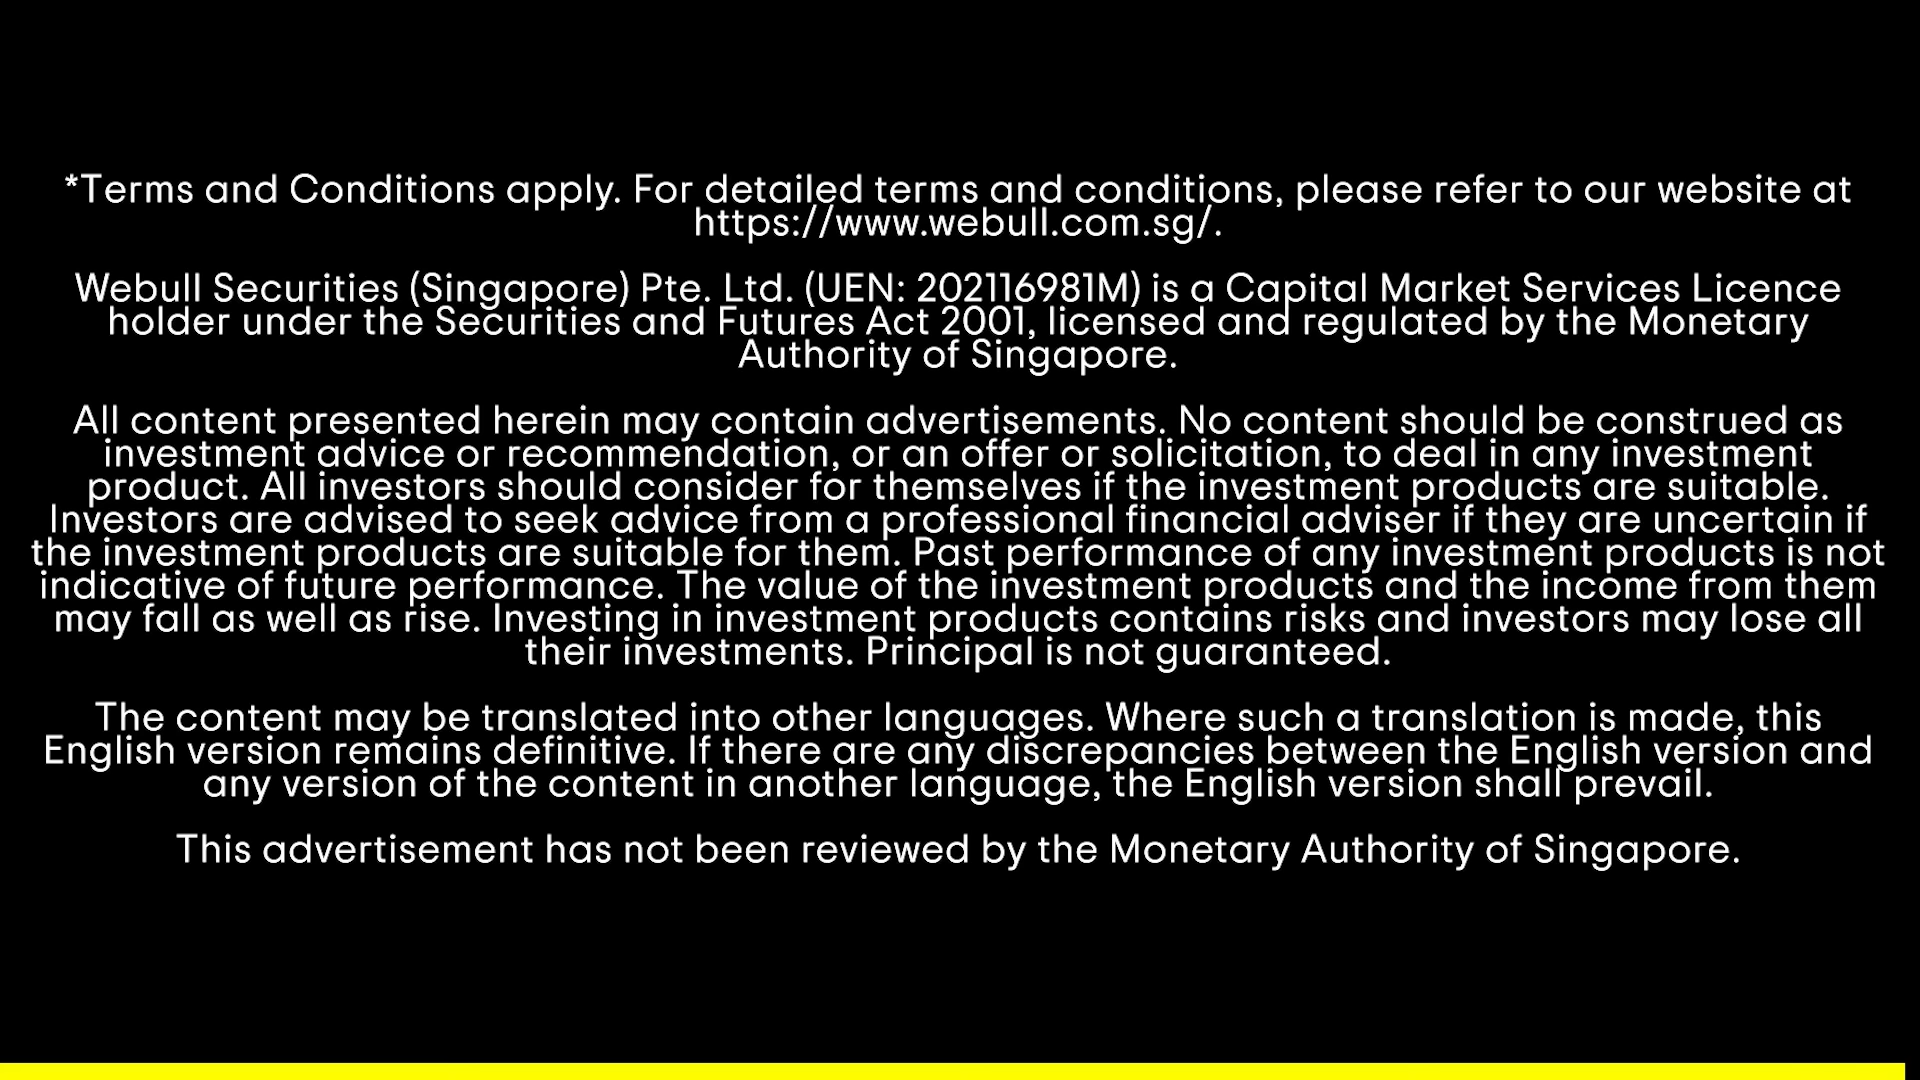 *Terms and Conditions apply. For detailed terms and conditions, please refer to our website at
https://www.webull.com.sg/.
Webull Securities (Singapore) Pte. Ltd. (UEN: 202116981M) is a Capital Market Services Licence
holder under the Securities and Futures Act 2001, licensed and regulated by the Monetary
Authority of Singapore.
All content presented herein may contain advertisements. No content should be construed as
investment advice or recommendation, or an offer or solicitation, to deal in any investment
product. All investors should consider for themselves if the investment products are suitable.
Investors are advised to seek advice from a professional financial adviser if they are uncertain if
the investment products are suitable for them. Past performance of any investment products is not
indicative of future performance. The value of the investment products and the income from them
may fall as well as rise. Investing in investment products contains risks and investors may lose all
their investments. Principal is not guaranteed.
The content may be translated into other languages. Where such a translation is made, this
English version remains definitive. If there are any discrepancies between the English version and
any version of the content in another language, the English version shall prevail.
This advertisement has not been reviewed by the Monetary Authority of Singapore.